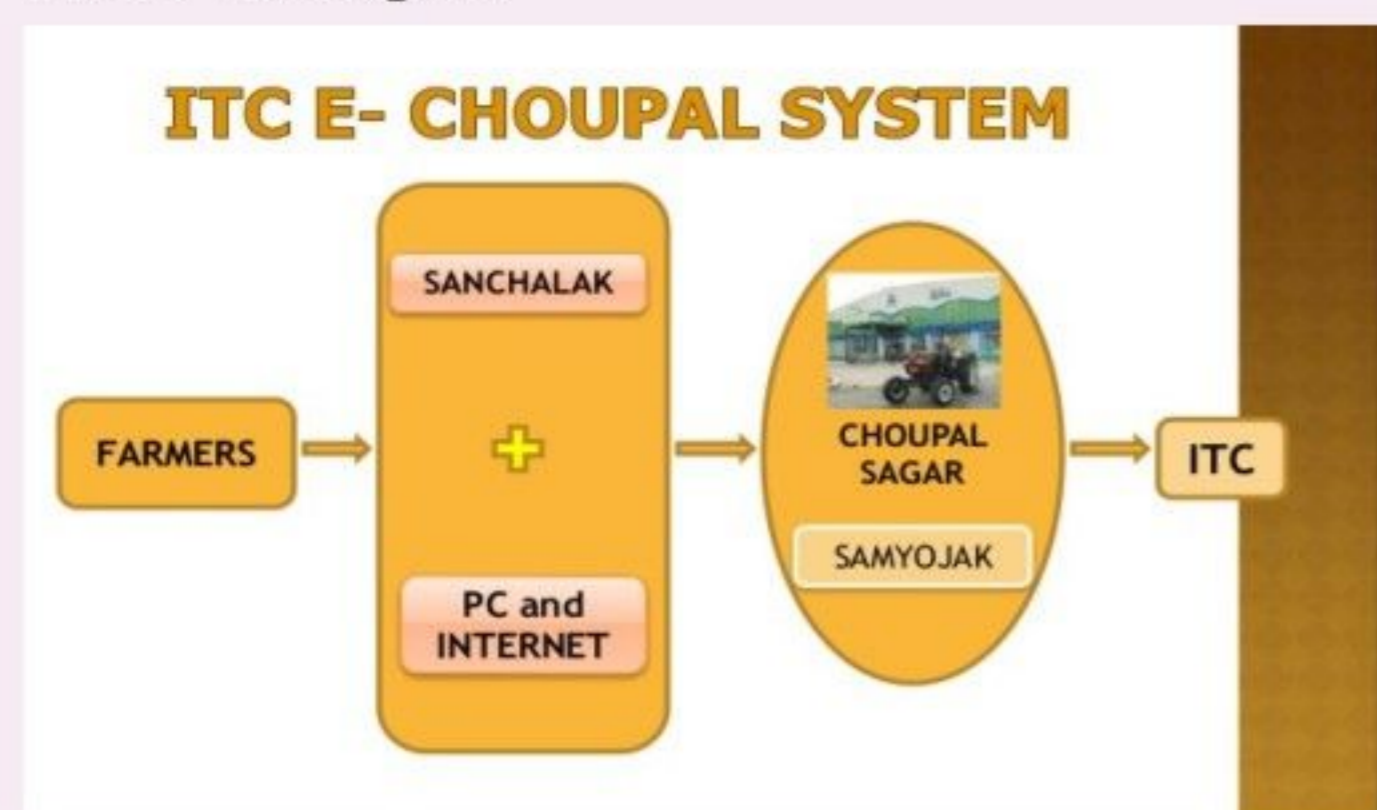 ITC E- CHOUPAL SYSTEM
SANCHALAK
FARMERS
PC and
INTERNET
CHOUPAL
SAGAR
SAMYOJAK
ITC